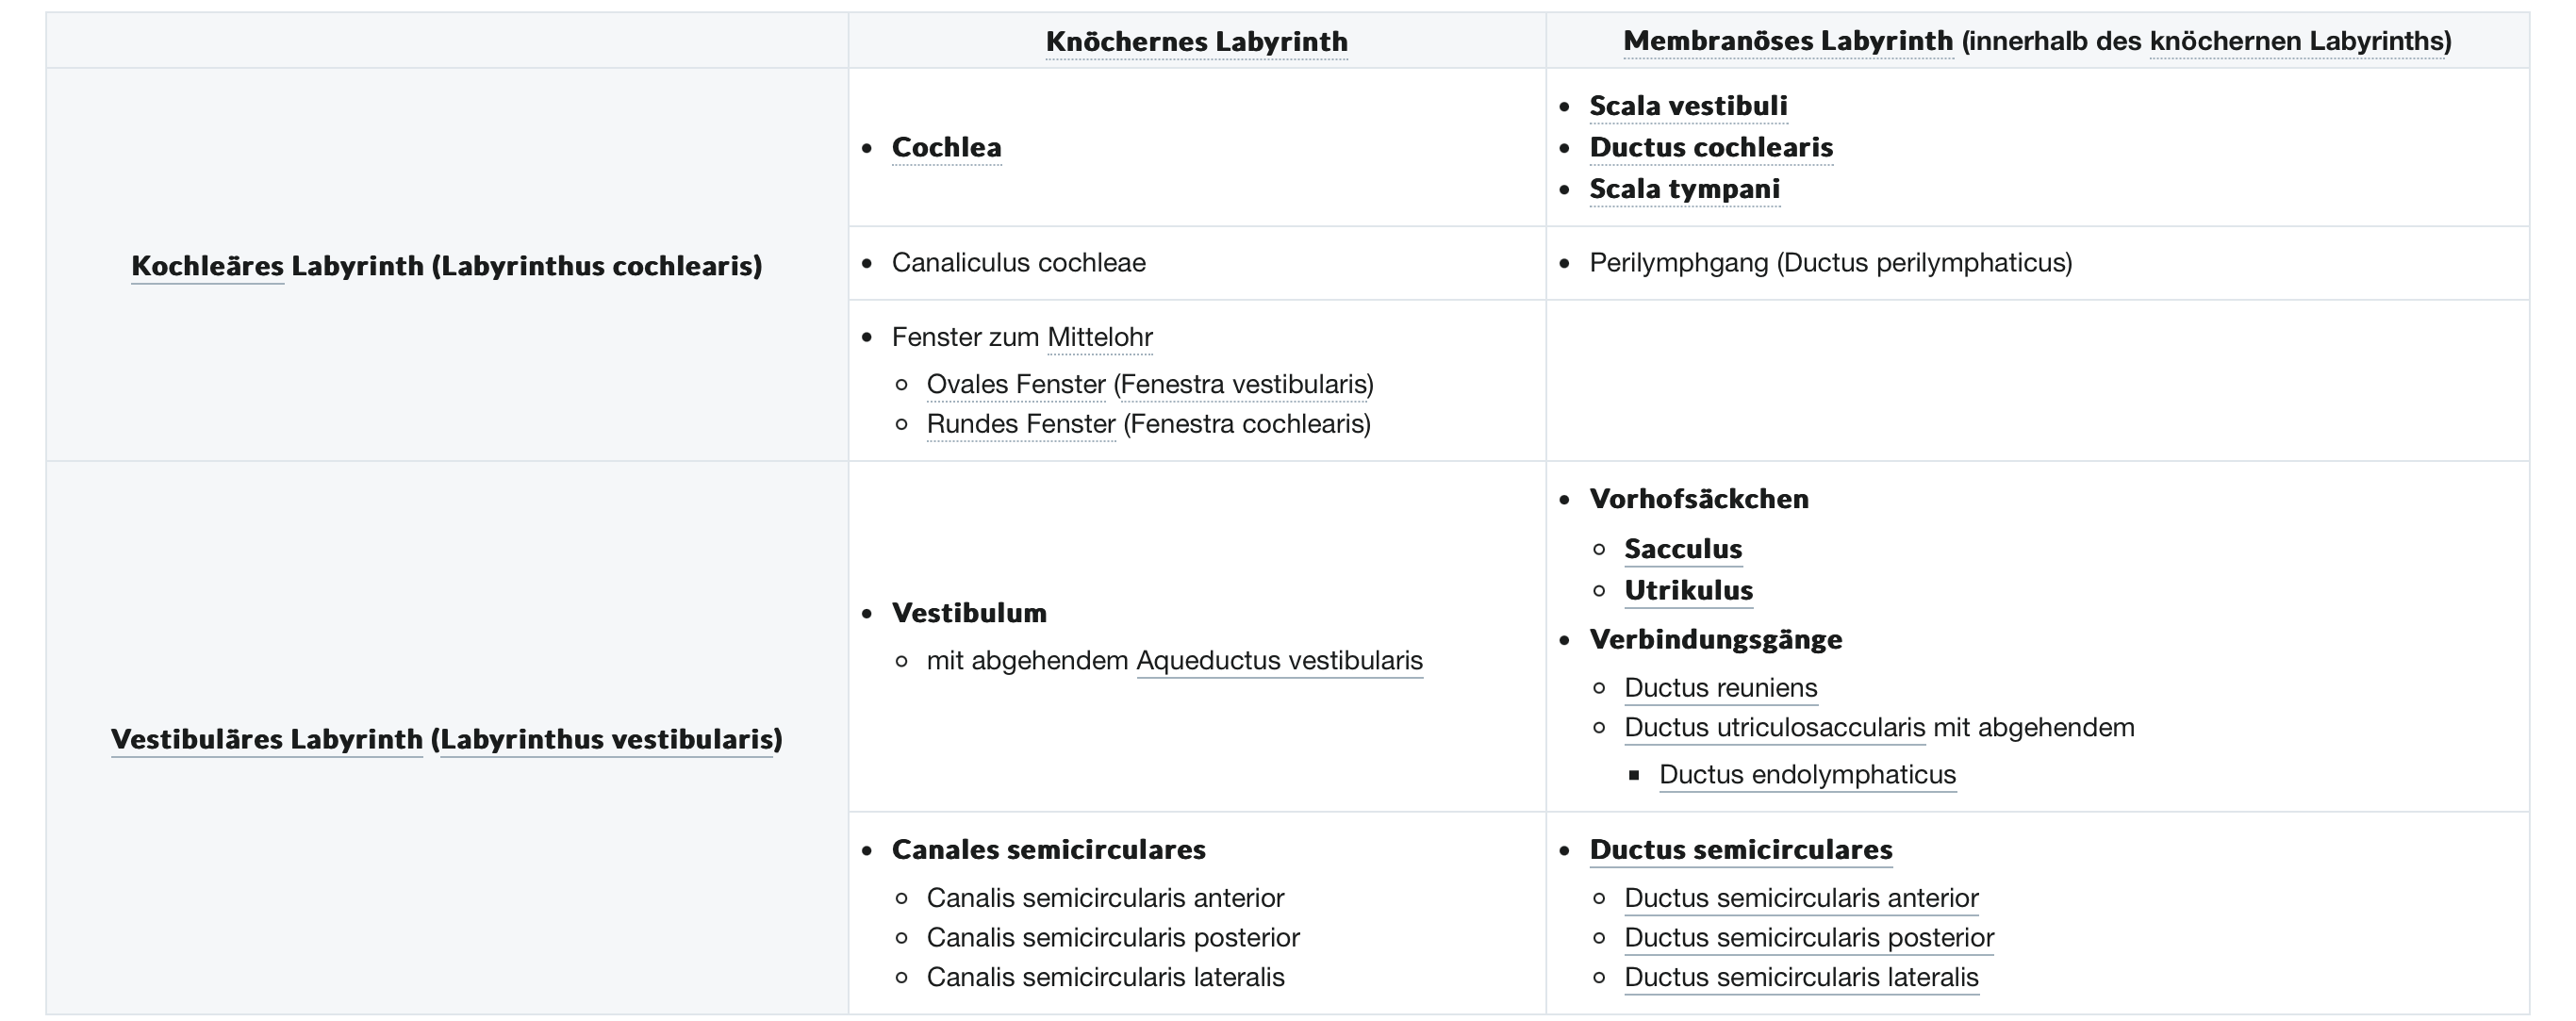 Knöchernes Labyrinth
Membranöses Labyrinth (innerhalb des knöchernen Labyrinths)
Kochleäres Labyrinth (Labyrinthus cochlearis)
Cochlea
Scala vestibuli
Ductus cochlearis
Scala tympani
Canaliculus cochleae
Perilymphgang (Ductus perilymphaticus)
Fenster zum Mittelohr
Ovales Fenster (Fenestra vestibularis)
Rundes Fenster (Fenestra cochlearis)
Vestibuläres Labyrinth (Labyrinthus vestibularis)
Vestibulum
mit abgehendem Aqueductus vestibularis
Vorhofsäckchen
Sacculus
Utrikulus
Verbindungsgänge
Ductus reuniens
Ductus utriculosaccularis mit abgehendem
Ductus endolymphaticus
Canales semicirculares
Canalis semicircularis anterior
Canalis semicircularis posterior
Canalis semicircularis lateralis
Ductus semicirculares
Ductus semicircularis anterior
Ductus semicircularis posterior
Ductus semicircularis lateralis